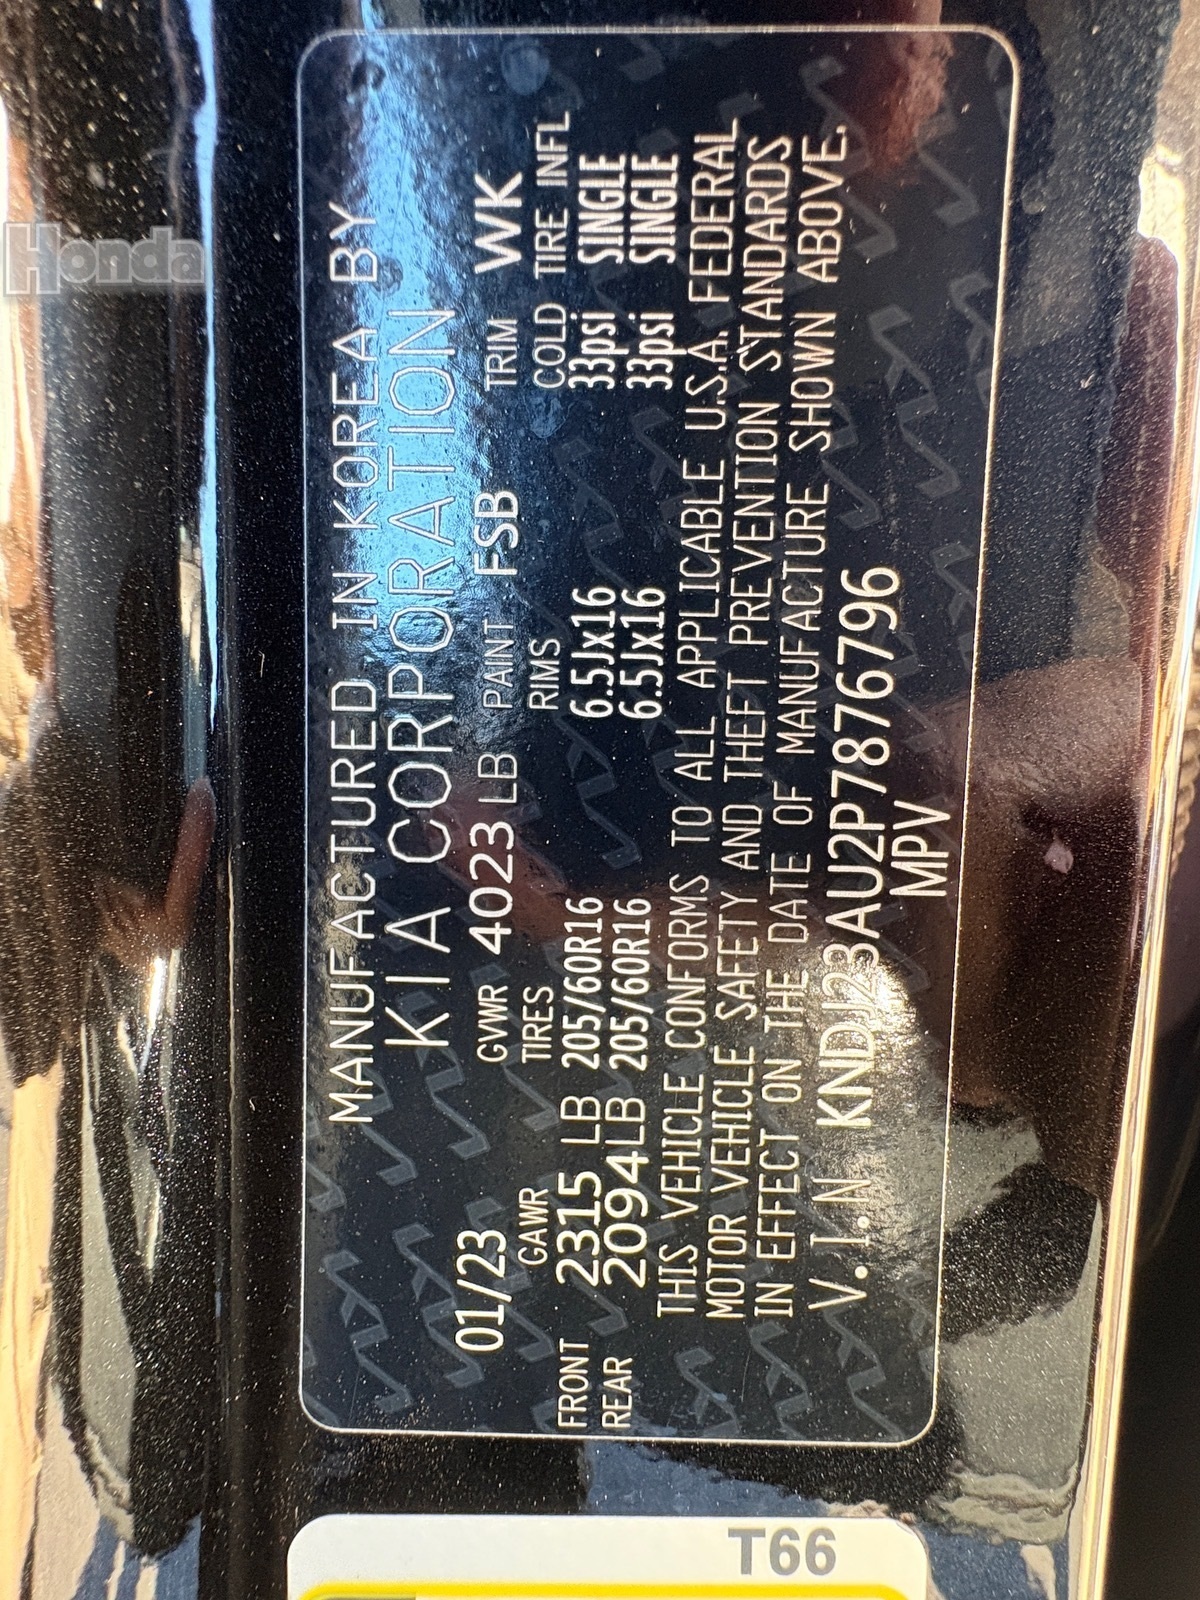 Honda
MANUFACTURED IN KOREA BY
KIA CORPORATION
01/23 GVWR 4023 LB PAINT FSB TRIM WK
GAWR TIRES RIMS COLD TIRE INFL
FRONT 2315 LB 205/60R16 6.5Jx16 33psi SINGLE
REAR 2094LB 205/60R16 6.5Jx16 33psi SINGLE
THIS VEHICLE CONFORMS TO ALL APPLICABLE U.S.A. FEDERAL
MOTOR VEHICLE SAFETY AND THEFT PREVENTION STANDARDS
IN EFFECT ON THE DATE OF MANUFACTURE SHOWN ABOVE.
V.I.N KNDJ23AU2P7876796
MPV
T66